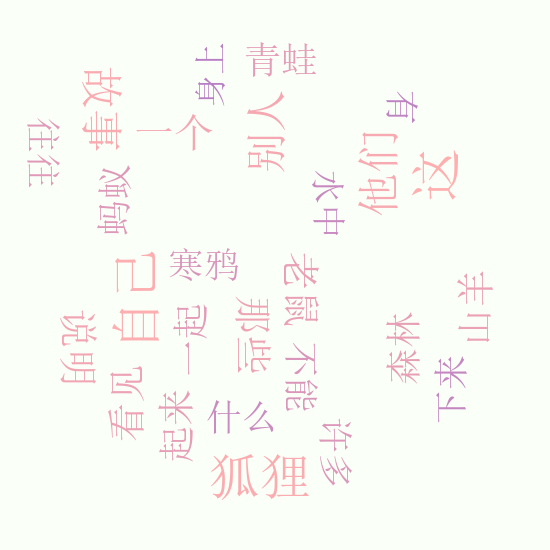 青蛙
身上
故事
一个
别人
有
往往
他们
这
蚂蚁
水中
自己
寒鸦
老鼠
山羊
那些
一起
说明
森林
不能
下来
看见
起来
什么
许多
狐狸